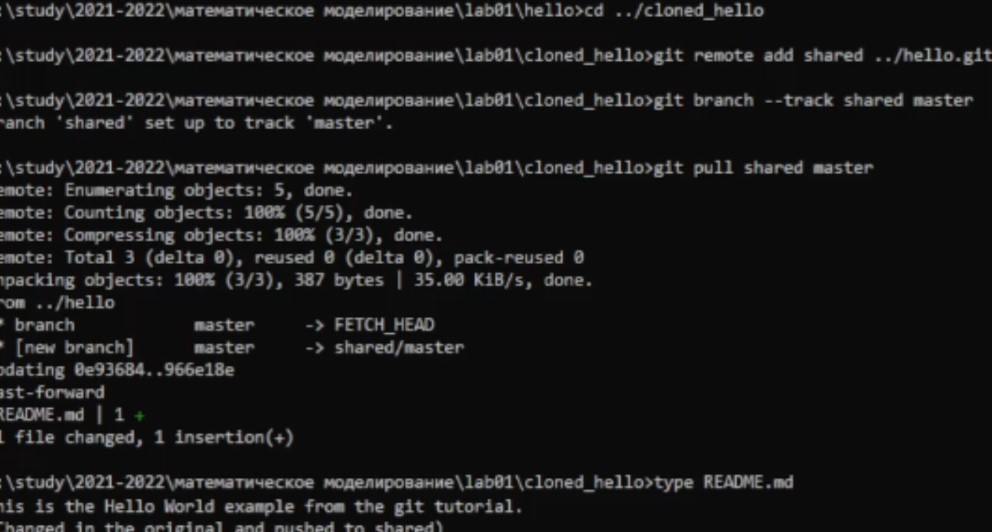 :\study\2021-2022\математическое моделирование\lab01\hello>cd ../cloned_hello
:\study\2021-2022\математическое моделирование\lab01\cloned_hello>git remote add shared ../hello.git
:\study\2021-2022\математическое моделирование\lab01\cloned_hello>git branch --track shared master
ranch 'shared' set up to track 'master'.
:\study\2021-2022\математическое моделирование\lab01\cloned_hello>git pull shared master
emote: Enumerating objects: 5, done.
emote: Counting objects: 100% (5/5), done.
emote: Compressing objects: 100% (3/3), done.
emote: Total 3 (delta 0), reused 0 (delta 0), pack-reused 0
npacking objects: 100% (3/3), 387 bytes | 35.00 KiB/s, done.
rom ../hello
* branch            master     -> FETCH_HEAD
* [new branch]      master     -> shared/master
pdating 0e93684..966e18e
ast-forward
README.md | 1 +
1 file changed, 1 insertion(+)
:\study\2021-2022\математическое моделирование\lab01\cloned_hello>type README.md
his is the Hello World example from the git tutorial.
Changed in the original and pushed to shared)